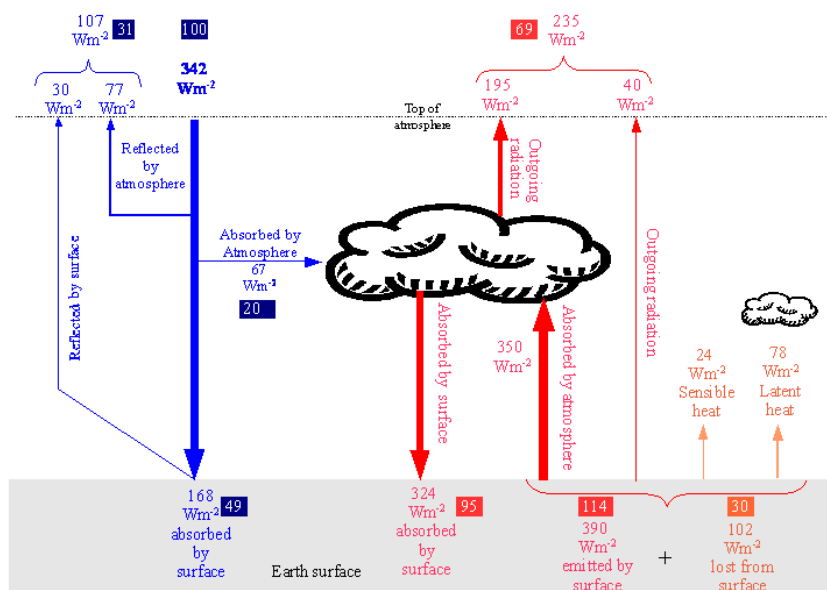 107
Wm-2
31
100
342
Wm-2
69
235
Wm-2
30
Wm-2
77
Wm-2
195
Wm-2
40
Wm-2
Top of
atmosphere
Reflected
by
atmosphere
Outgoing
radiation
Absorbed by
Atmosphere
67
Wm-2
20
Reflected by surface
Absorbed by surface
350
Wm-2
Absorbed by atmosphere
Outgoing radiation
24
Wm-2
Sensible
heat
78
Wm-2
Latent
heat
168
Wm-2
absorbed
by
surface
49
Earth surface
324
Wm-2
absorbed
by
surface
95
114
390
Wm-2
emitted by
surface
+
30
102
Wm-2
lost from
surface